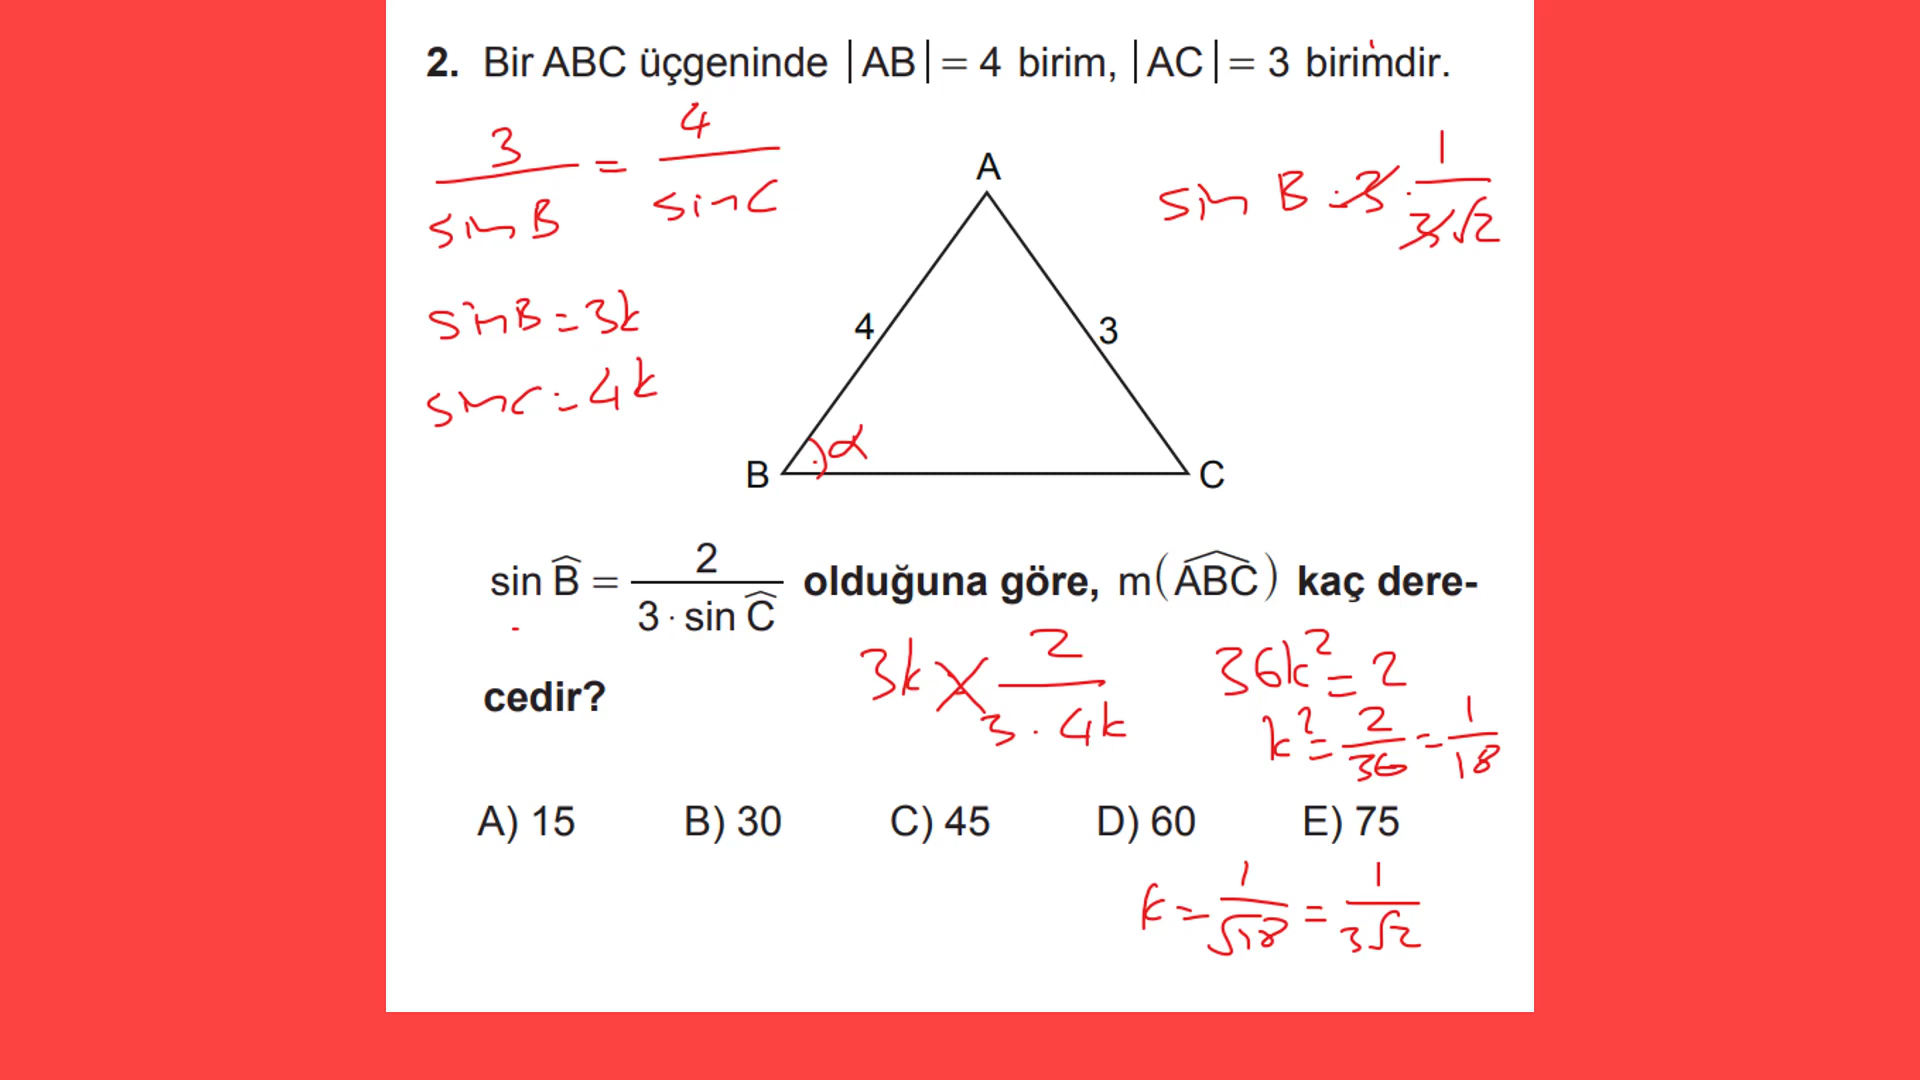 2. Bir ABC üçgeninde |AB| = 4 birim, |AC| = 3 birimdir.
3/sinB = 4/sinC
sinB = 3k
sinC = 4k
A
4
3
B
α
C
sin B = 3 · 1/3√2
sin B̂ = 2/(3 · sin Ĉ) olduğuna göre, m(ABC) kaç dere-
cedir?
3k × 2/(3 · 4k)
36k² = 2
k² = 2/36 = 1/18
A) 15 B) 30 C) 45 D) 60 E) 75
k = 1/√18 = 1/3√2